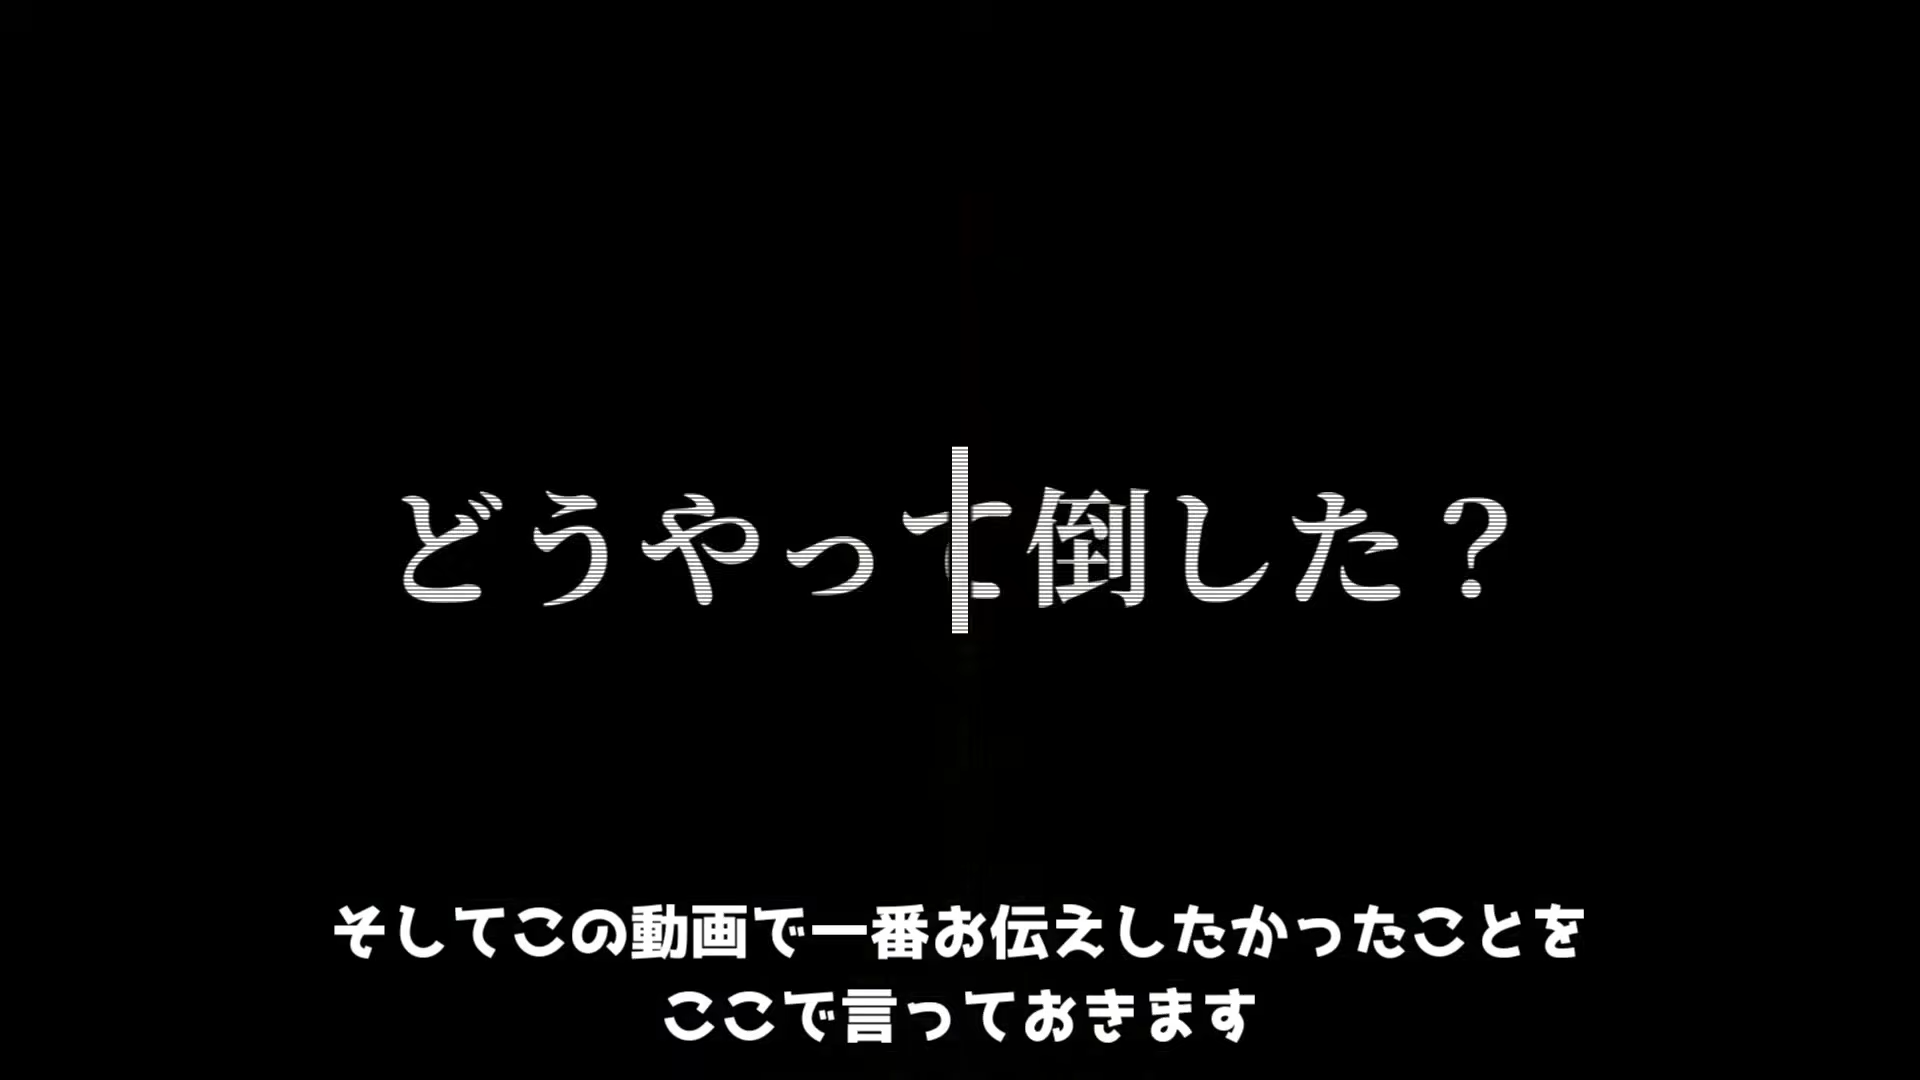 どうやって倒した？
そしてこの動画で一番お伝えしたかったことを
ここで言っておきます